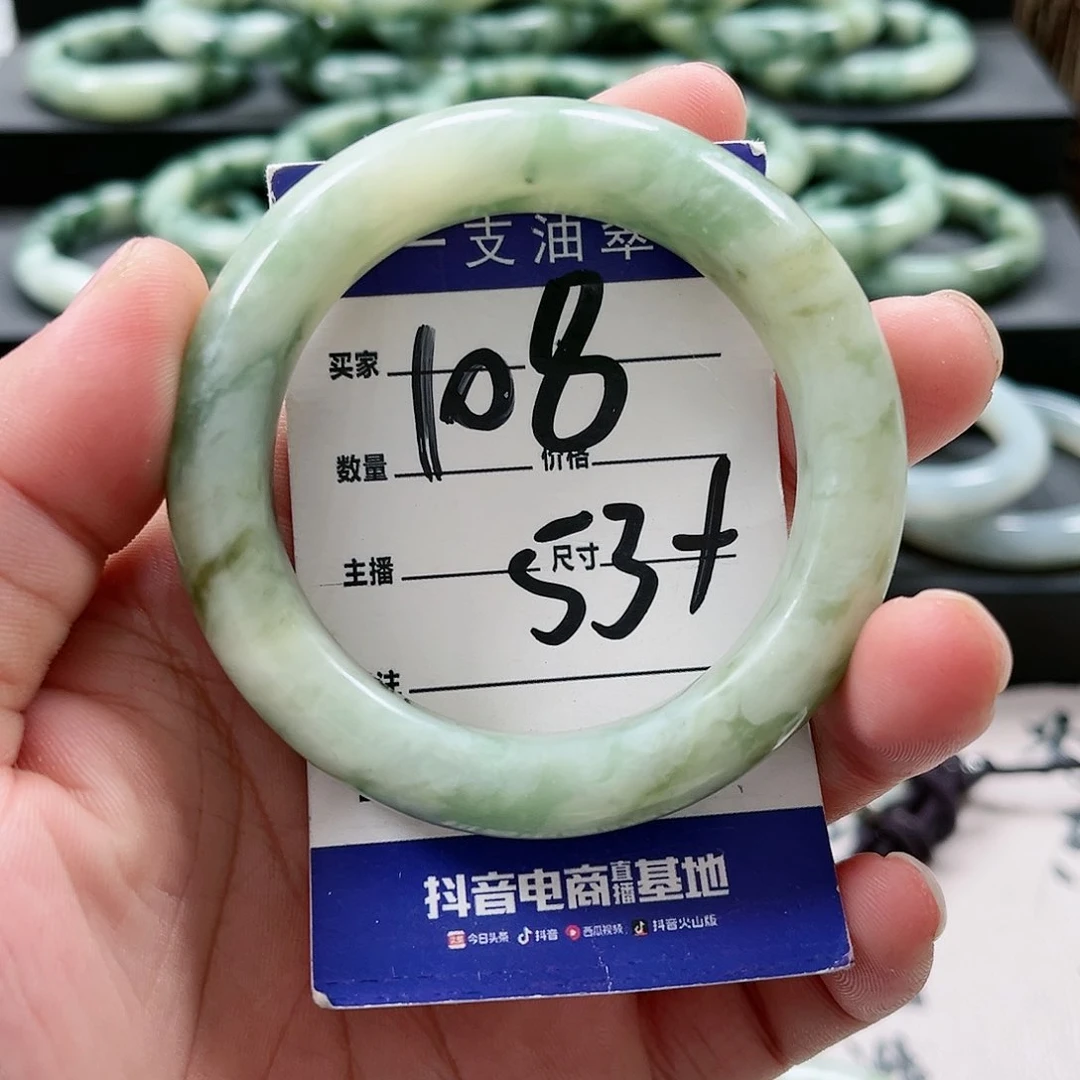 一支油翠
买家
108
数量 价格
主播 尺寸
53+
注
抖音电商直播基地
今日头条 抖音 西瓜视频 抖音火山版